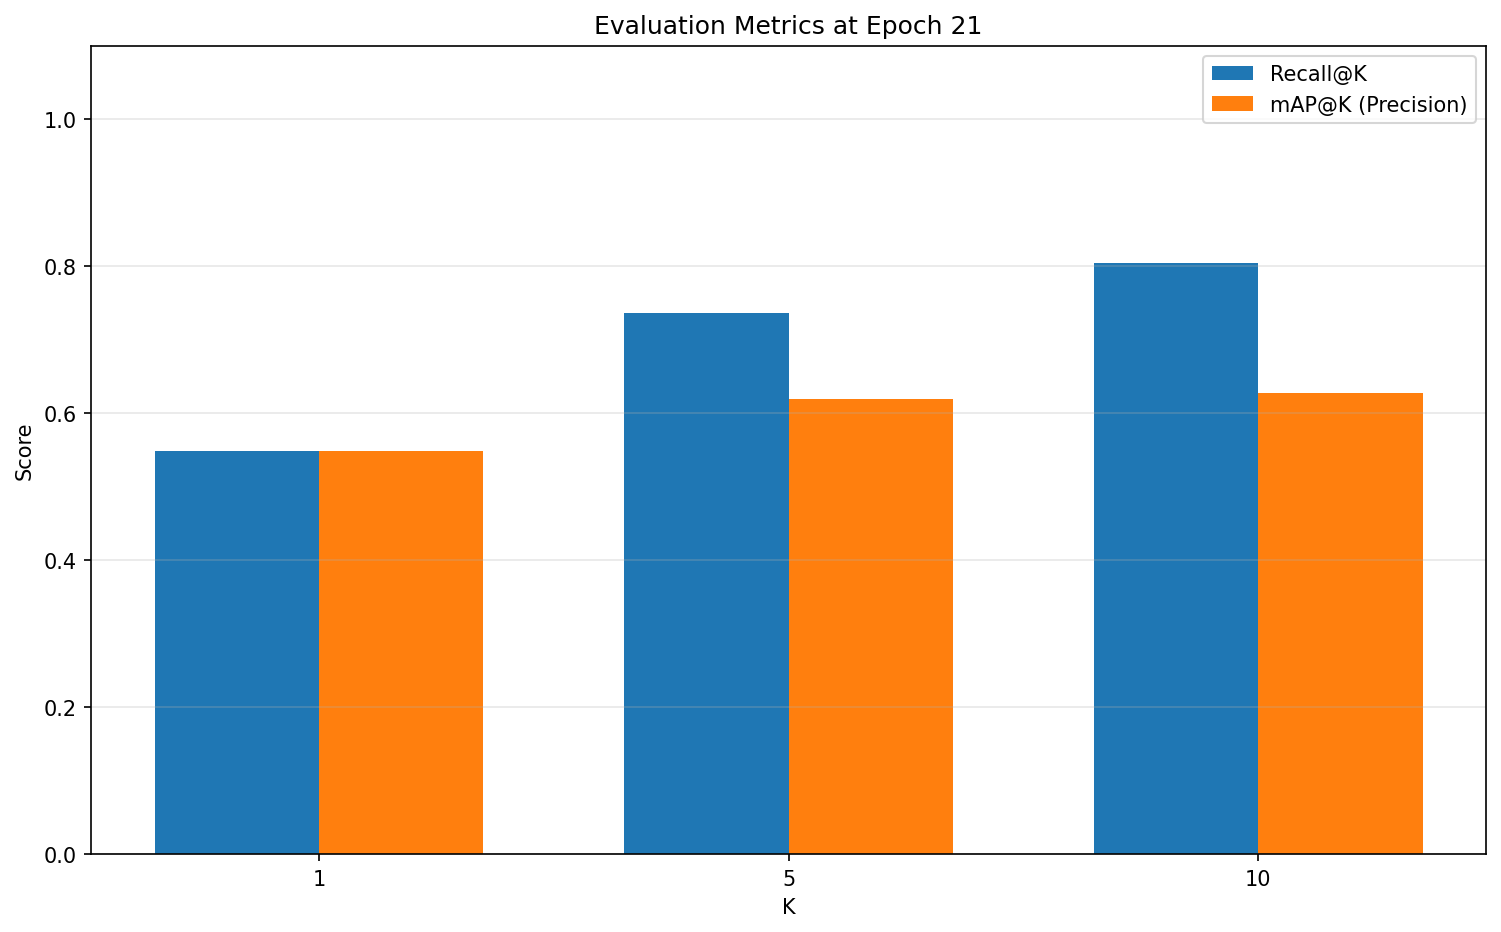 Evaluation Metrics at Epoch 21
Recall@K
mAP@K (Precision)
1.0
0.8
0.6
0.4
0.2
0.0
Score
1
5
10
K